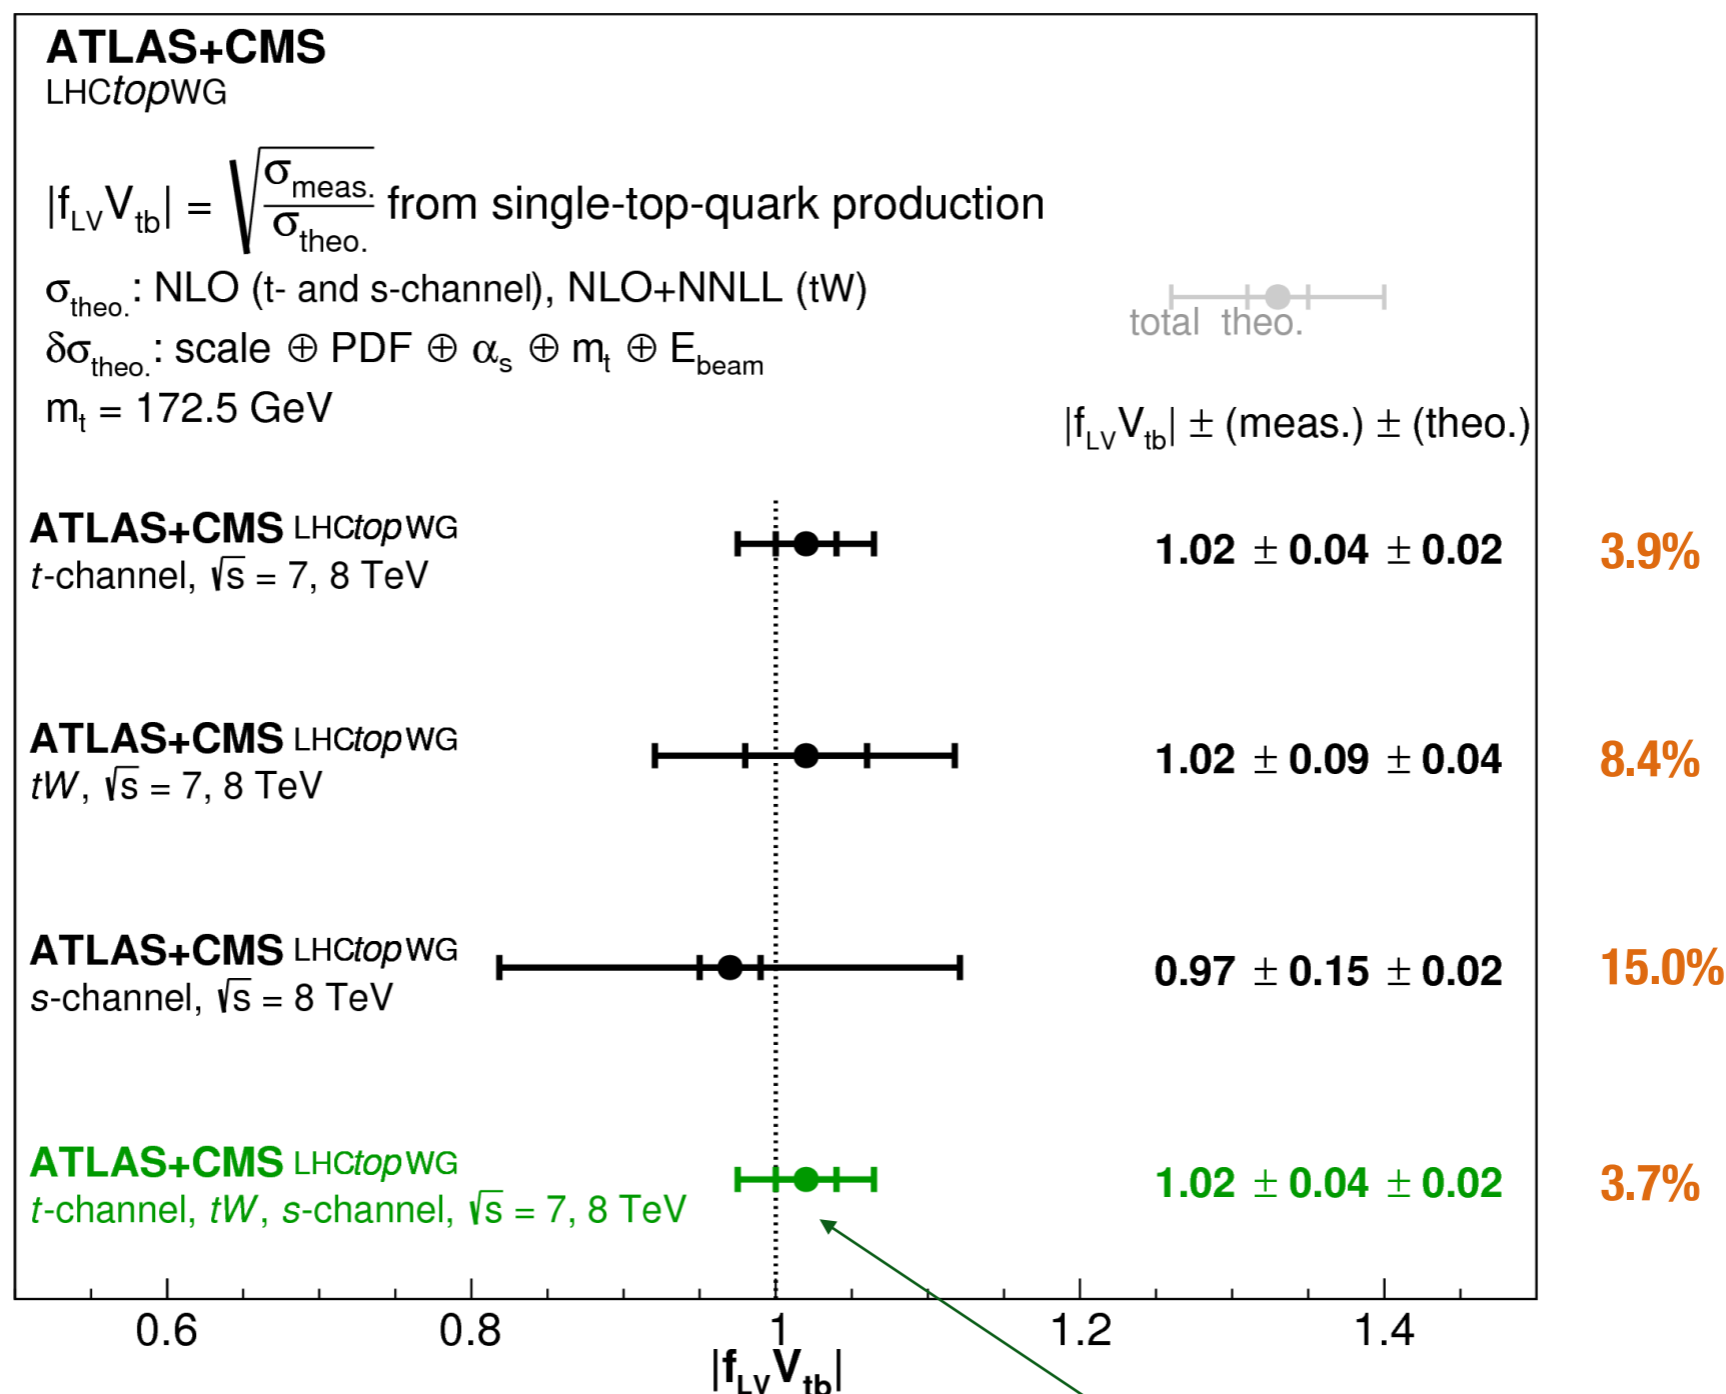 ATLAS+CMS
LHCtopWG
|f_LV V_tb| = √(σ_meas. / σ_theo.) from single-top-quark production
σ_theo.: NLO (t- and s-channel), NLO+NNLL (tW)
total theo.
δσ_theo.: scale ⊕ PDF ⊕ α_s ⊕ m_t ⊕ E_beam
m_t = 172.5 GeV
|f_LV V_tb| ± (meas.) ± (theo.)
ATLAS+CMS LHCtopWG
t-channel, √s = 7, 8 TeV
1.02 ± 0.04 ± 0.02 3.9%
ATLAS+CMS LHCtopWG
tW, √s = 7, 8 TeV
1.02 ± 0.09 ± 0.04 8.4%
ATLAS+CMS LHCtopWG
s-channel, √s = 8 TeV
0.97 ± 0.15 ± 0.02 15.0%
ATLAS+CMS LHCtopWG
t-channel, tW, s-channel, √s = 7, 8 TeV
1.02 ± 0.04 ± 0.02 3.7%
0.6 0.8 1 1.2 1.4
|f_LV V_tb|